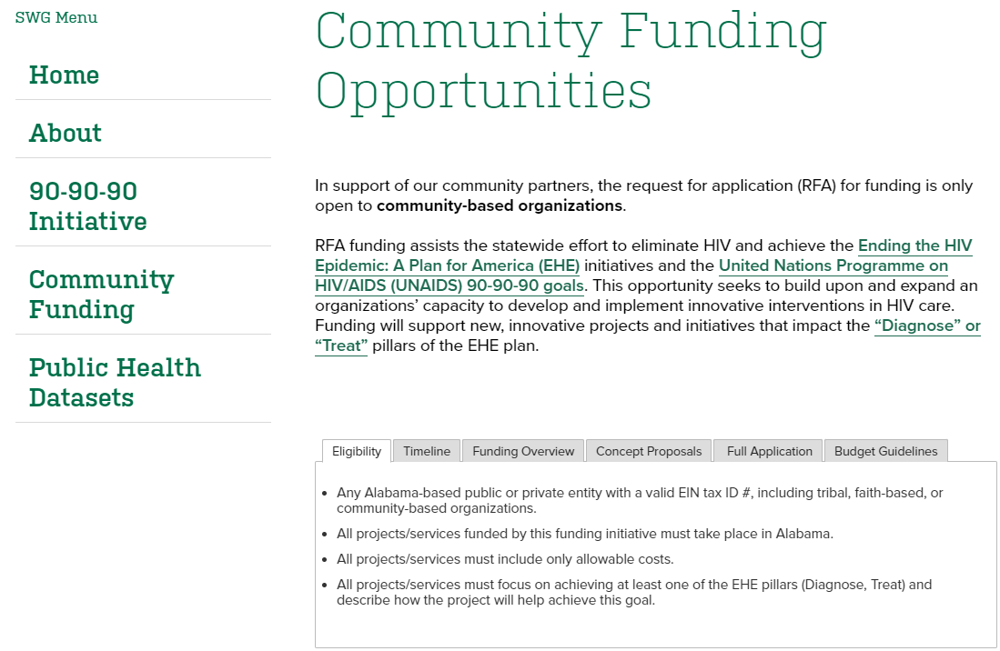 SWG Menu
Home
About
90-90-90
Initiative
Community
Funding
Public Health
Datasets
Community Funding
Opportunities
In support of our community partners, the request for application (RFA) for funding is only
open to community-based organizations.
RFA funding assists the statewide effort to eliminate HIV and achieve the Ending the HIV
Epidemic: A Plan for America (EHE) initiatives and the United Nations Programme on
HIV/AIDS (UNAIDS) 90-90-90 goals. This opportunity seeks to build upon and expand an
organizations’ capacity to develop and implement innovative interventions in HIV care.
Funding will support new, innovative projects and initiatives that impact the “Diagnose” or
“Treat” pillars of the EHE plan.
Eligibility Timeline Funding Overview Concept Proposals Full Application Budget Guidelines
• Any Alabama-based public or private entity with a valid EIN tax ID #, including tribal, faith-based, or
community-based organizations.
• All projects/services funded by this funding initiative must take place in Alabama.
• All projects/services must include only allowable costs.
• All projects/services must focus on achieving at least one of the EHE pillars (Diagnose, Treat) and
describe how the project will help achieve this goal.